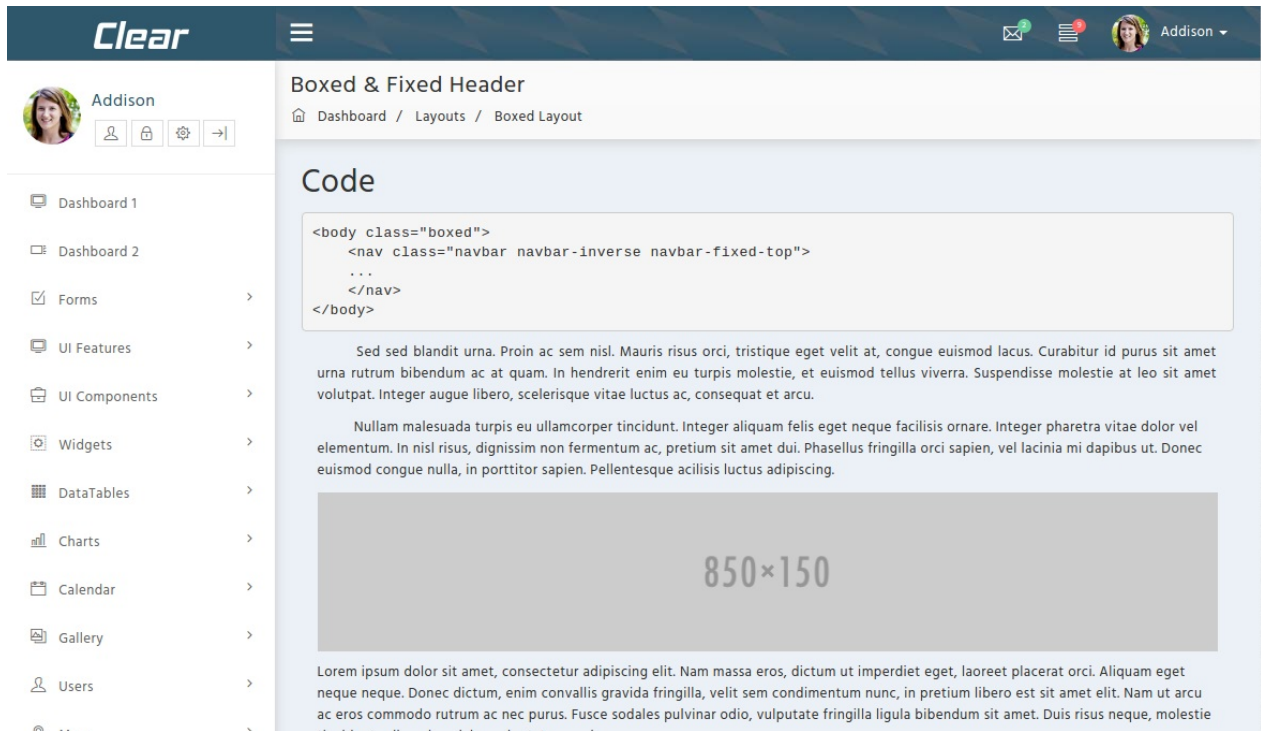 Clear
2
9
Addison
Addison
Boxed & Fixed Header
Dashboard / Layouts / Boxed Layout
Dashboard 1
Dashboard 2
Forms
UI Features
UI Components
Widgets
DataTables
Charts
Calendar
Gallery
Users
Code
<body class="boxed">
    <nav class="navbar navbar-inverse navbar-fixed-top">
    ...
    </nav>
</body>
Sed sed blandit urna. Proin ac sem nisl. Mauris risus orci, tristique eget velit at, congue euismod lacus. Curabitur id purus sit amet
urna rutrum bibendum ac at quam. In hendrerit enim eu turpis molestie, et euismod tellus viverra. Suspendisse molestie at leo sit amet
volutpat. Integer augue libero, scelerisque vitae luctus ac, consequat et arcu.
Nullam malesuada turpis eu ullamcorper tincidunt. Integer aliquam felis eget neque facilisis ornare. Integer pharetra vitae dolor vel
elementum. In nisl risus, dignissim non fermentum ac, pretium sit amet dui. Phasellus fringilla orci sapien, vel lacinia mi dapibus ut. Donec
euismod congue nulla, in porttitor sapien. Pellentesque acilisis luctus adipiscing.
850×150
Lorem ipsum dolor sit amet, consectetur adipiscing elit. Nam massa eros, dictum ut imperdiet eget, laoreet placerat orci. Aliquam eget
neque neque. Donec dictum, enim convallis gravida fringilla, velit sem condimentum nunc, in pretium libero est sit amet elit. Nam ut arcu
ac eros commodo rutrum ac nec purus. Fusce sodales pulvinar odio, vulputate fringilla ligula bibendum sit amet. Duis risus neque, molestie